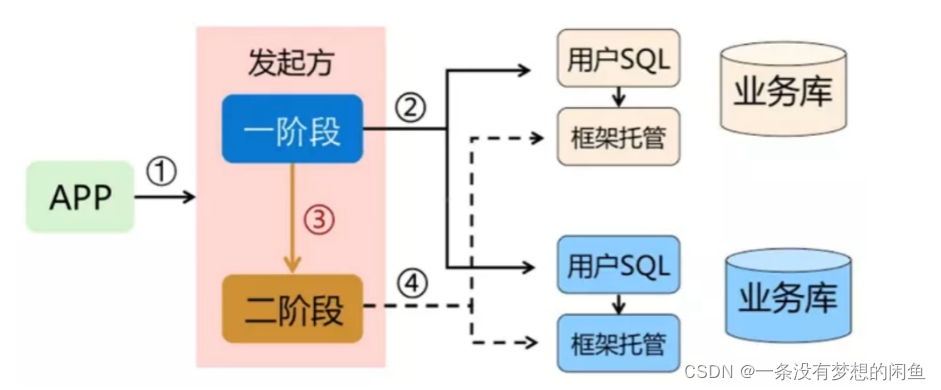 发起方
一阶段
②
用户SQL
框架托管
业务库
APP
①
③
二阶段
④
用户SQL
框架托管
业务库
CSDN @一条没有梦想的闲鱼